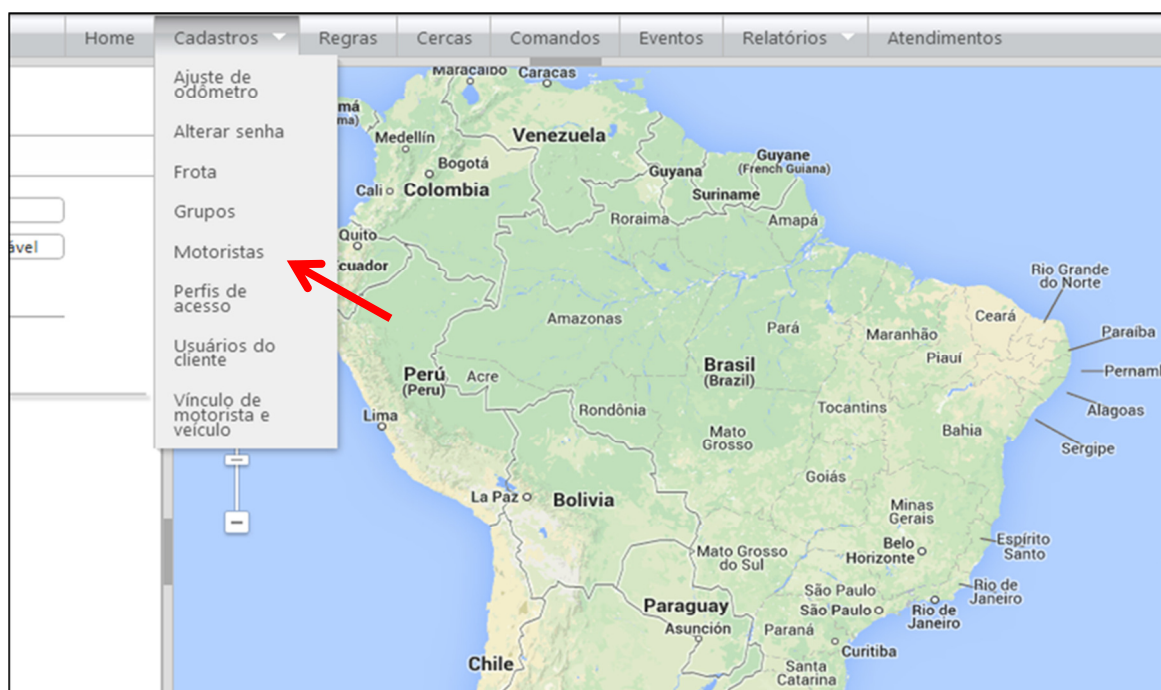 Home Cadastros Regras Cercas Comandos Eventos Relatórios Atendimentos
Ajuste de
odômetro
Alterar senha
Frota
Grupos
Motoristas
Perfis de
acesso
Usuários do
cliente
Vínculo de
motorista e
veículo
ável
Maracaibo Caracas
má
ma)
Medellín
Venezuela
Bogotá
Guyane
(French Guiana)
Guyana
Cali Colombia
Suriname
Roraima
Amapá
Quito
cuador
Rio Grande
do Norte
Amazonas
Pará
Ceará
Maranhão
Paraíba
Piauí
Brasil
(Brazil)
Perú
(Peru)
Acre
Pernaml
Rondônia
Tocantins
Alagoas
Lima
Mato
Grosso
Bahia
Sergipe
Goiás
La Paz
Bolivia
Minas
Gerais
Belo
Horizonte
Espírito
Santo
Mato Grosso
do Sul
São Paulo
Rio de
Janeiro
Paraguay
São Paulo
Rio de
Janeiro
Asunción
Paraná
Curitiba
Chile
Santa
Catarina